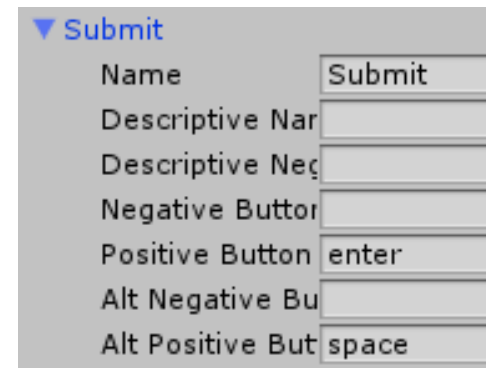 Submit
Name Submit
Descriptive Nar
Descriptive Neg
Negative Buttor
Positive Button enter
Alt Negative Bu
Alt Positive But space